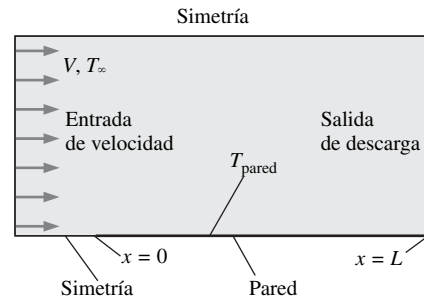 Simetría
V, T∞
Entrada
de velocidad
Salida
de descarga
Tpared
x = 0
x = L
Simetría
Pared